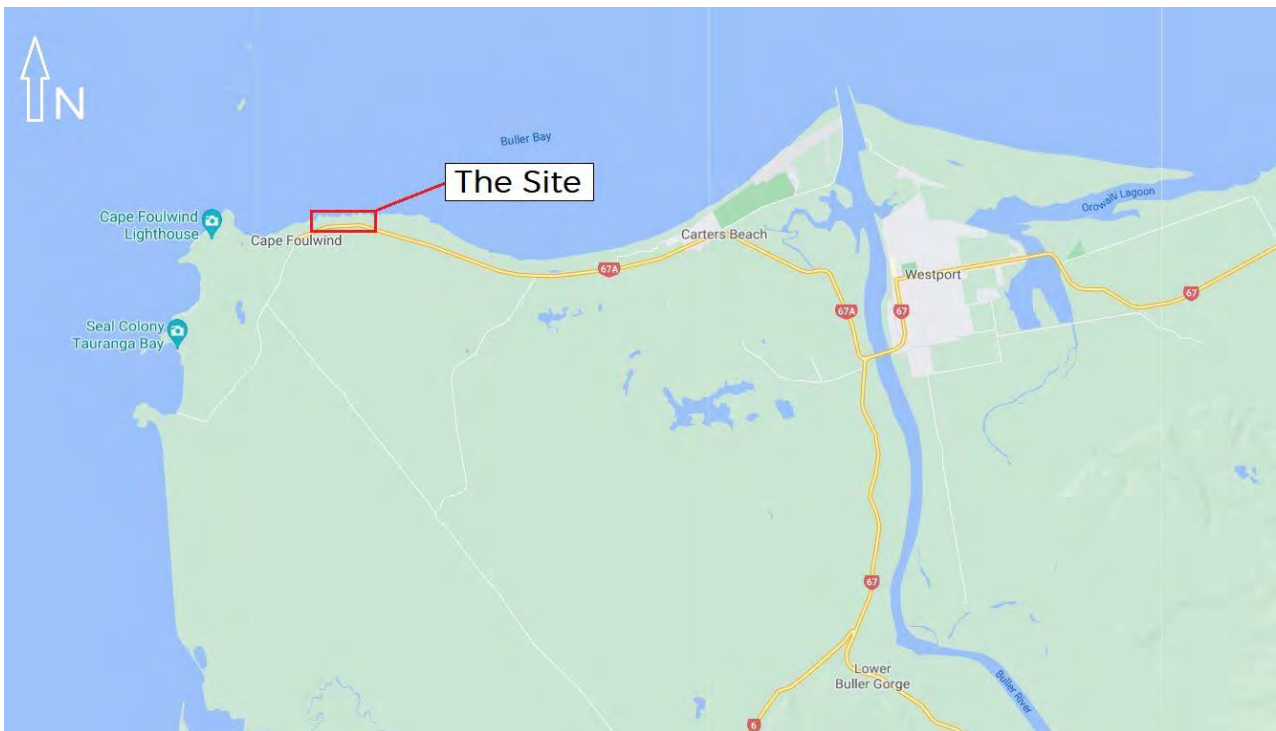 N
Buller Bay
The Site
Cape Foulwind
Lighthouse
Cape Foulwind
Orowaiti Lagoon
Carters Beach
67A
Westport
67
67A
67
Seal Colony
Tauranga Bay
67
Lower
Buller Gorge
Buller River
6